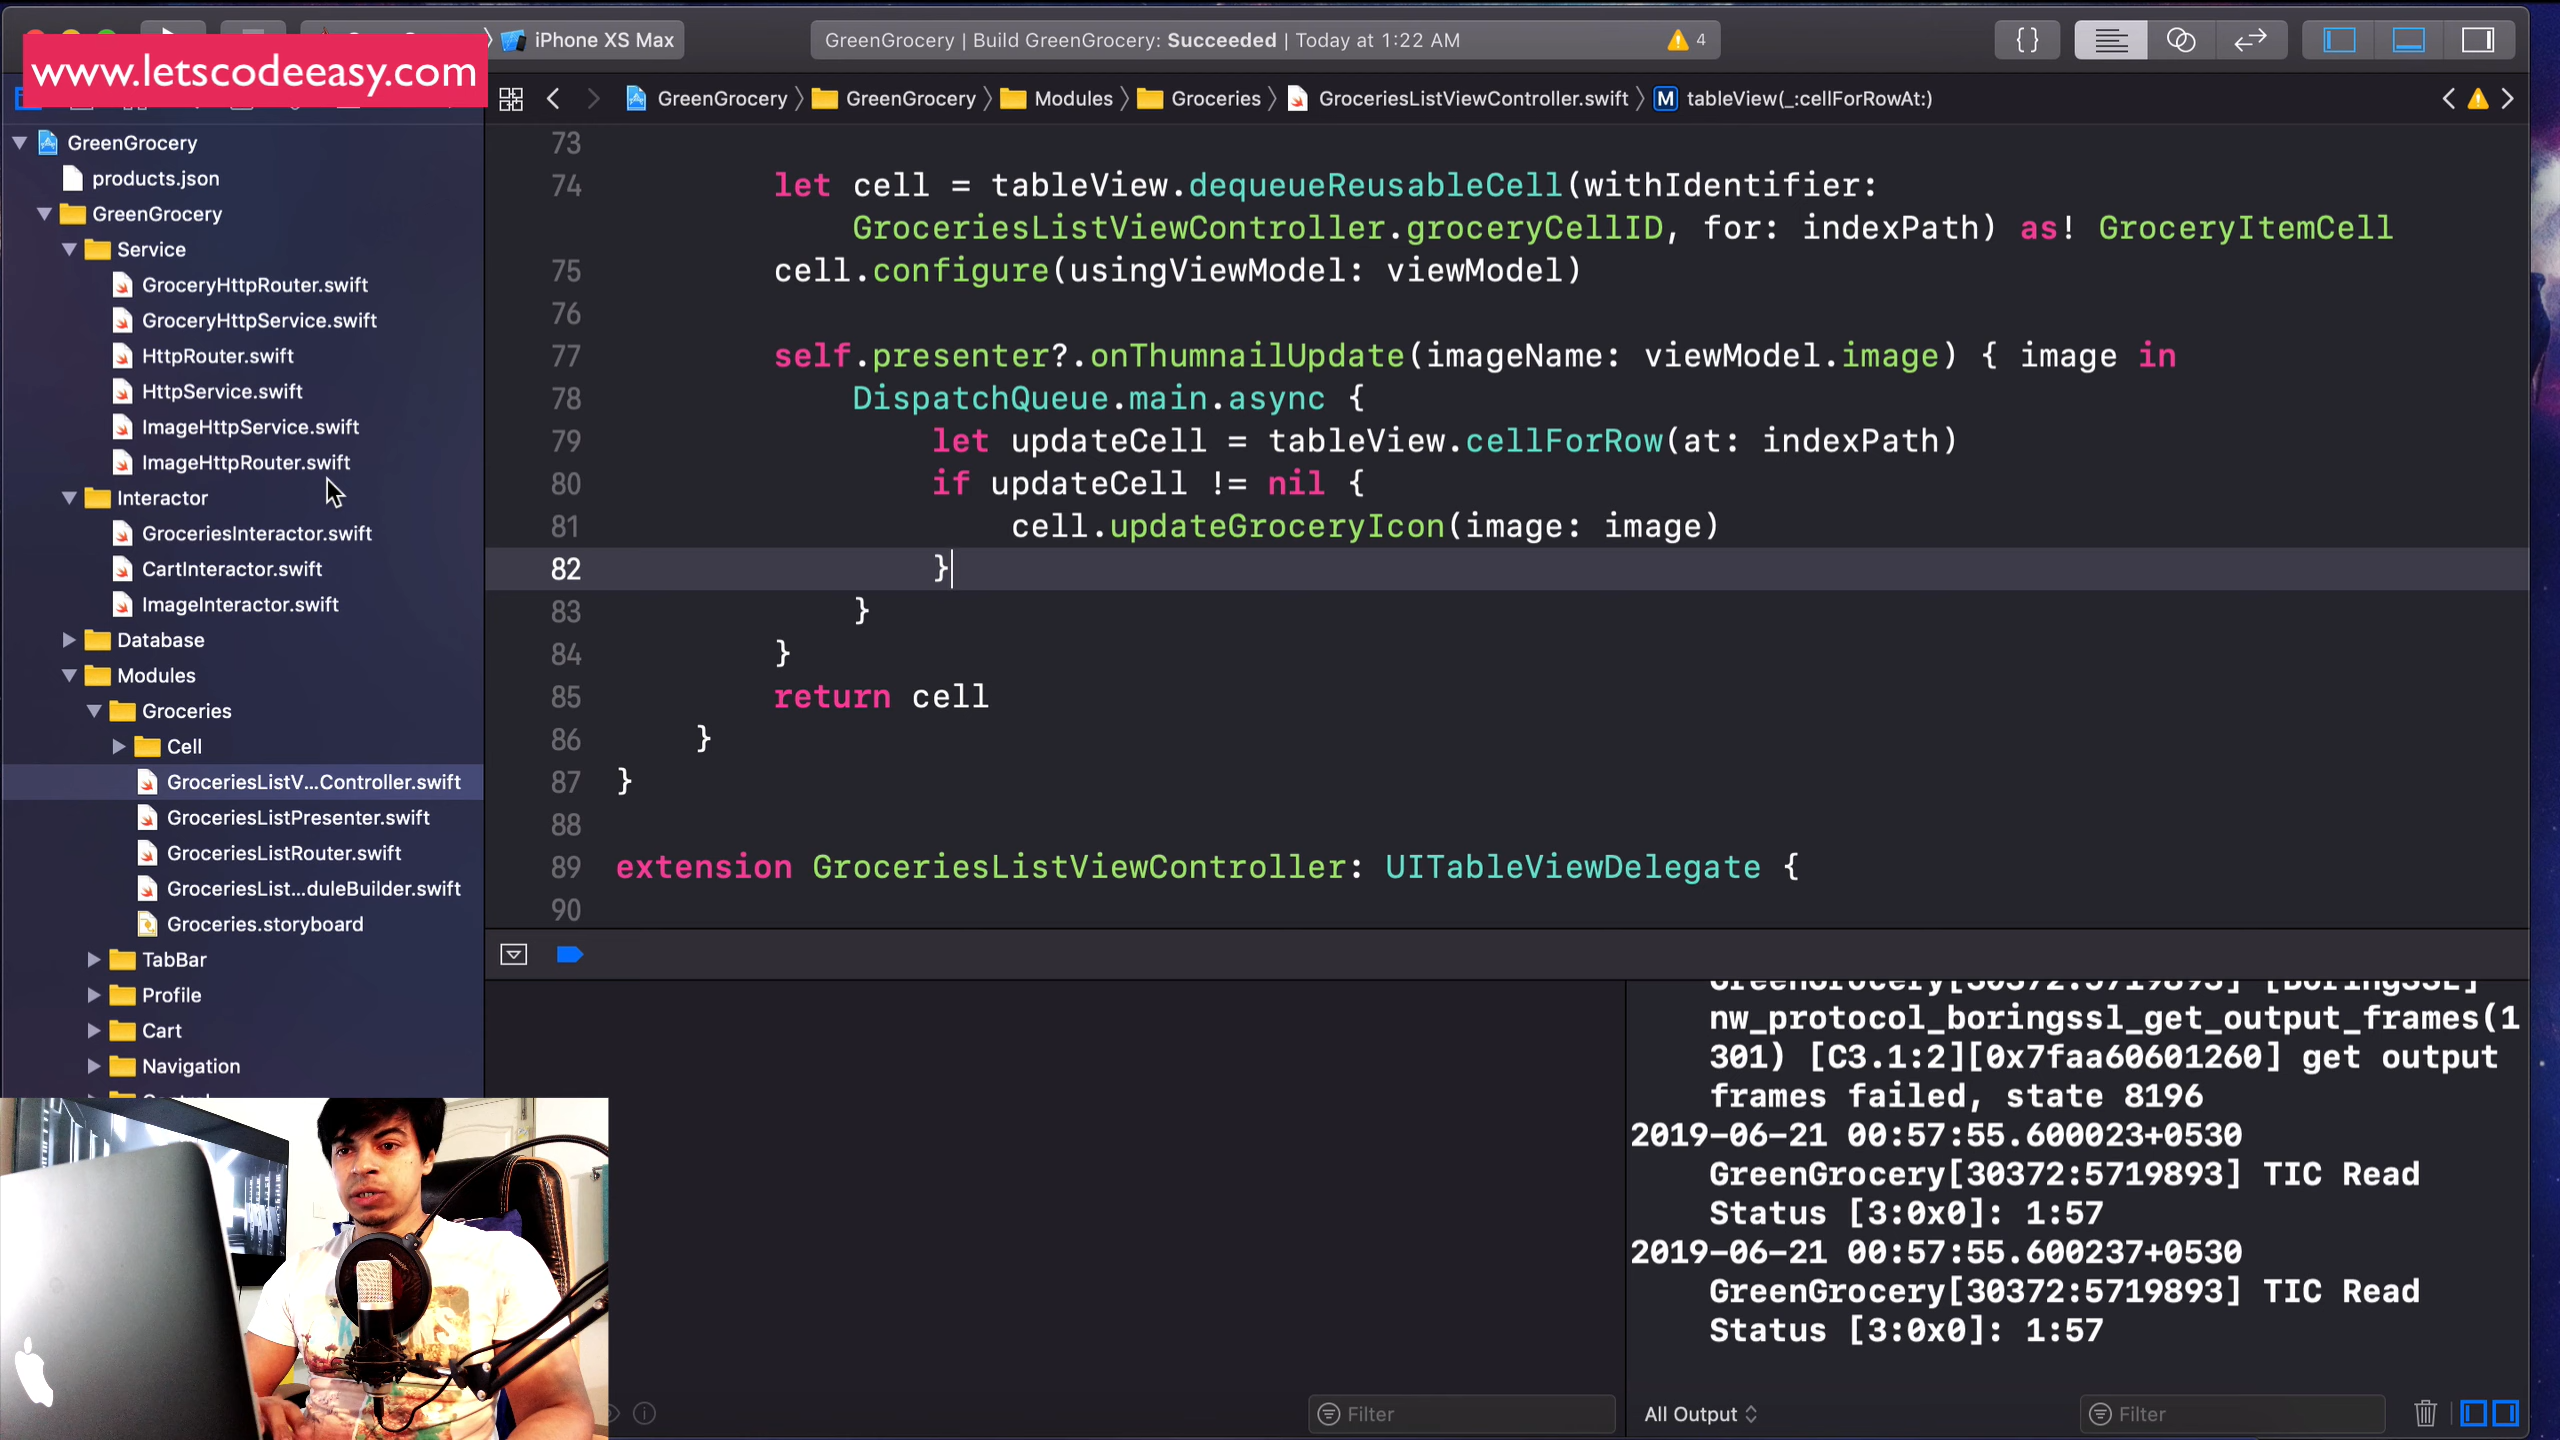 www.letscodeeasy.com
iPhone XS Max
GreenGrocery | Build GreenGrocery: Succeeded | Today at 1:22 AM
4
GreenGrocery
GreenGrocery
Modules
Groceries
GroceriesListViewController.swift
M
tableView(_:cellForRowAt:)
GreenGrocery
products.json
GreenGrocery
Service
GroceryHttpRouter.swift
GroceryHttpService.swift
HttpRouter.swift
HttpService.swift
ImageHttpService.swift
ImageHttpRouter.swift
Interactor
GroceriesInteractor.swift
CartInteractor.swift
ImageInteractor.swift
Database
Modules
Groceries
Cell
GroceriesListV...Controller.swift
GroceriesListPresenter.swift
GroceriesListRouter.swift
GroceriesList...duleBuilder.swift
Groceries.storyboard
TabBar
Profile
Cart
Navigation
73
74 let cell = tableView.dequeueReusableCell(withIdentifier:
GroceriesListViewController.groceryCellID, for: indexPath) as! GroceryItemCell
75 cell.configure(usingViewModel: viewModel)
76
77 self.presenter?.onThumnailUpdate(imageName: viewModel.image) { image in
78 DispatchQueue.main.async {
79 let updateCell = tableView.cellForRow(at: indexPath)
80 if updateCell != nil {
81 cell.updateGroceryIcon(image: image)
82 }
83 }
84 }
85 return cell
86 }
87 }
88
89 extension GroceriesListViewController: UITableViewDelegate {
90
GreenGrocery[30372:5719893] [BoringSSL]
nw_protocol_boringssl_get_output_frames(1
301) [C3.1:2][0x7faa60601260] get output
frames failed, state 8196
2019-06-21 00:57:55.600023+0530
GreenGrocery[30372:5719893] TIC Read
Status [3:0x0]: 1:57
2019-06-21 00:57:55.600237+0530
GreenGrocery[30372:5719893] TIC Read
Status [3:0x0]: 1:57
Filter
All Output
Filter